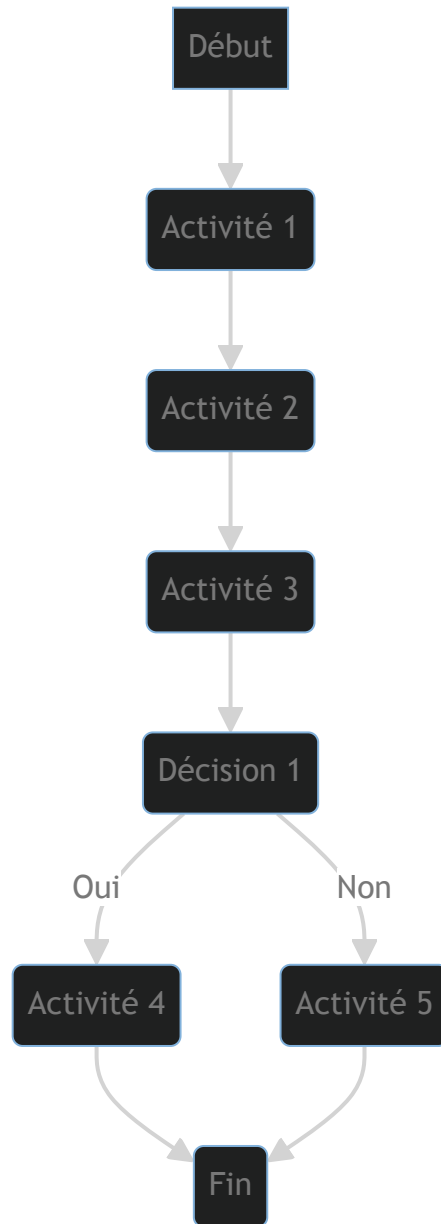 Début
Activité 1
Activité 2
Activité 3
Décision 1
Oui
Non
Activité 4
Activité 5
Fin